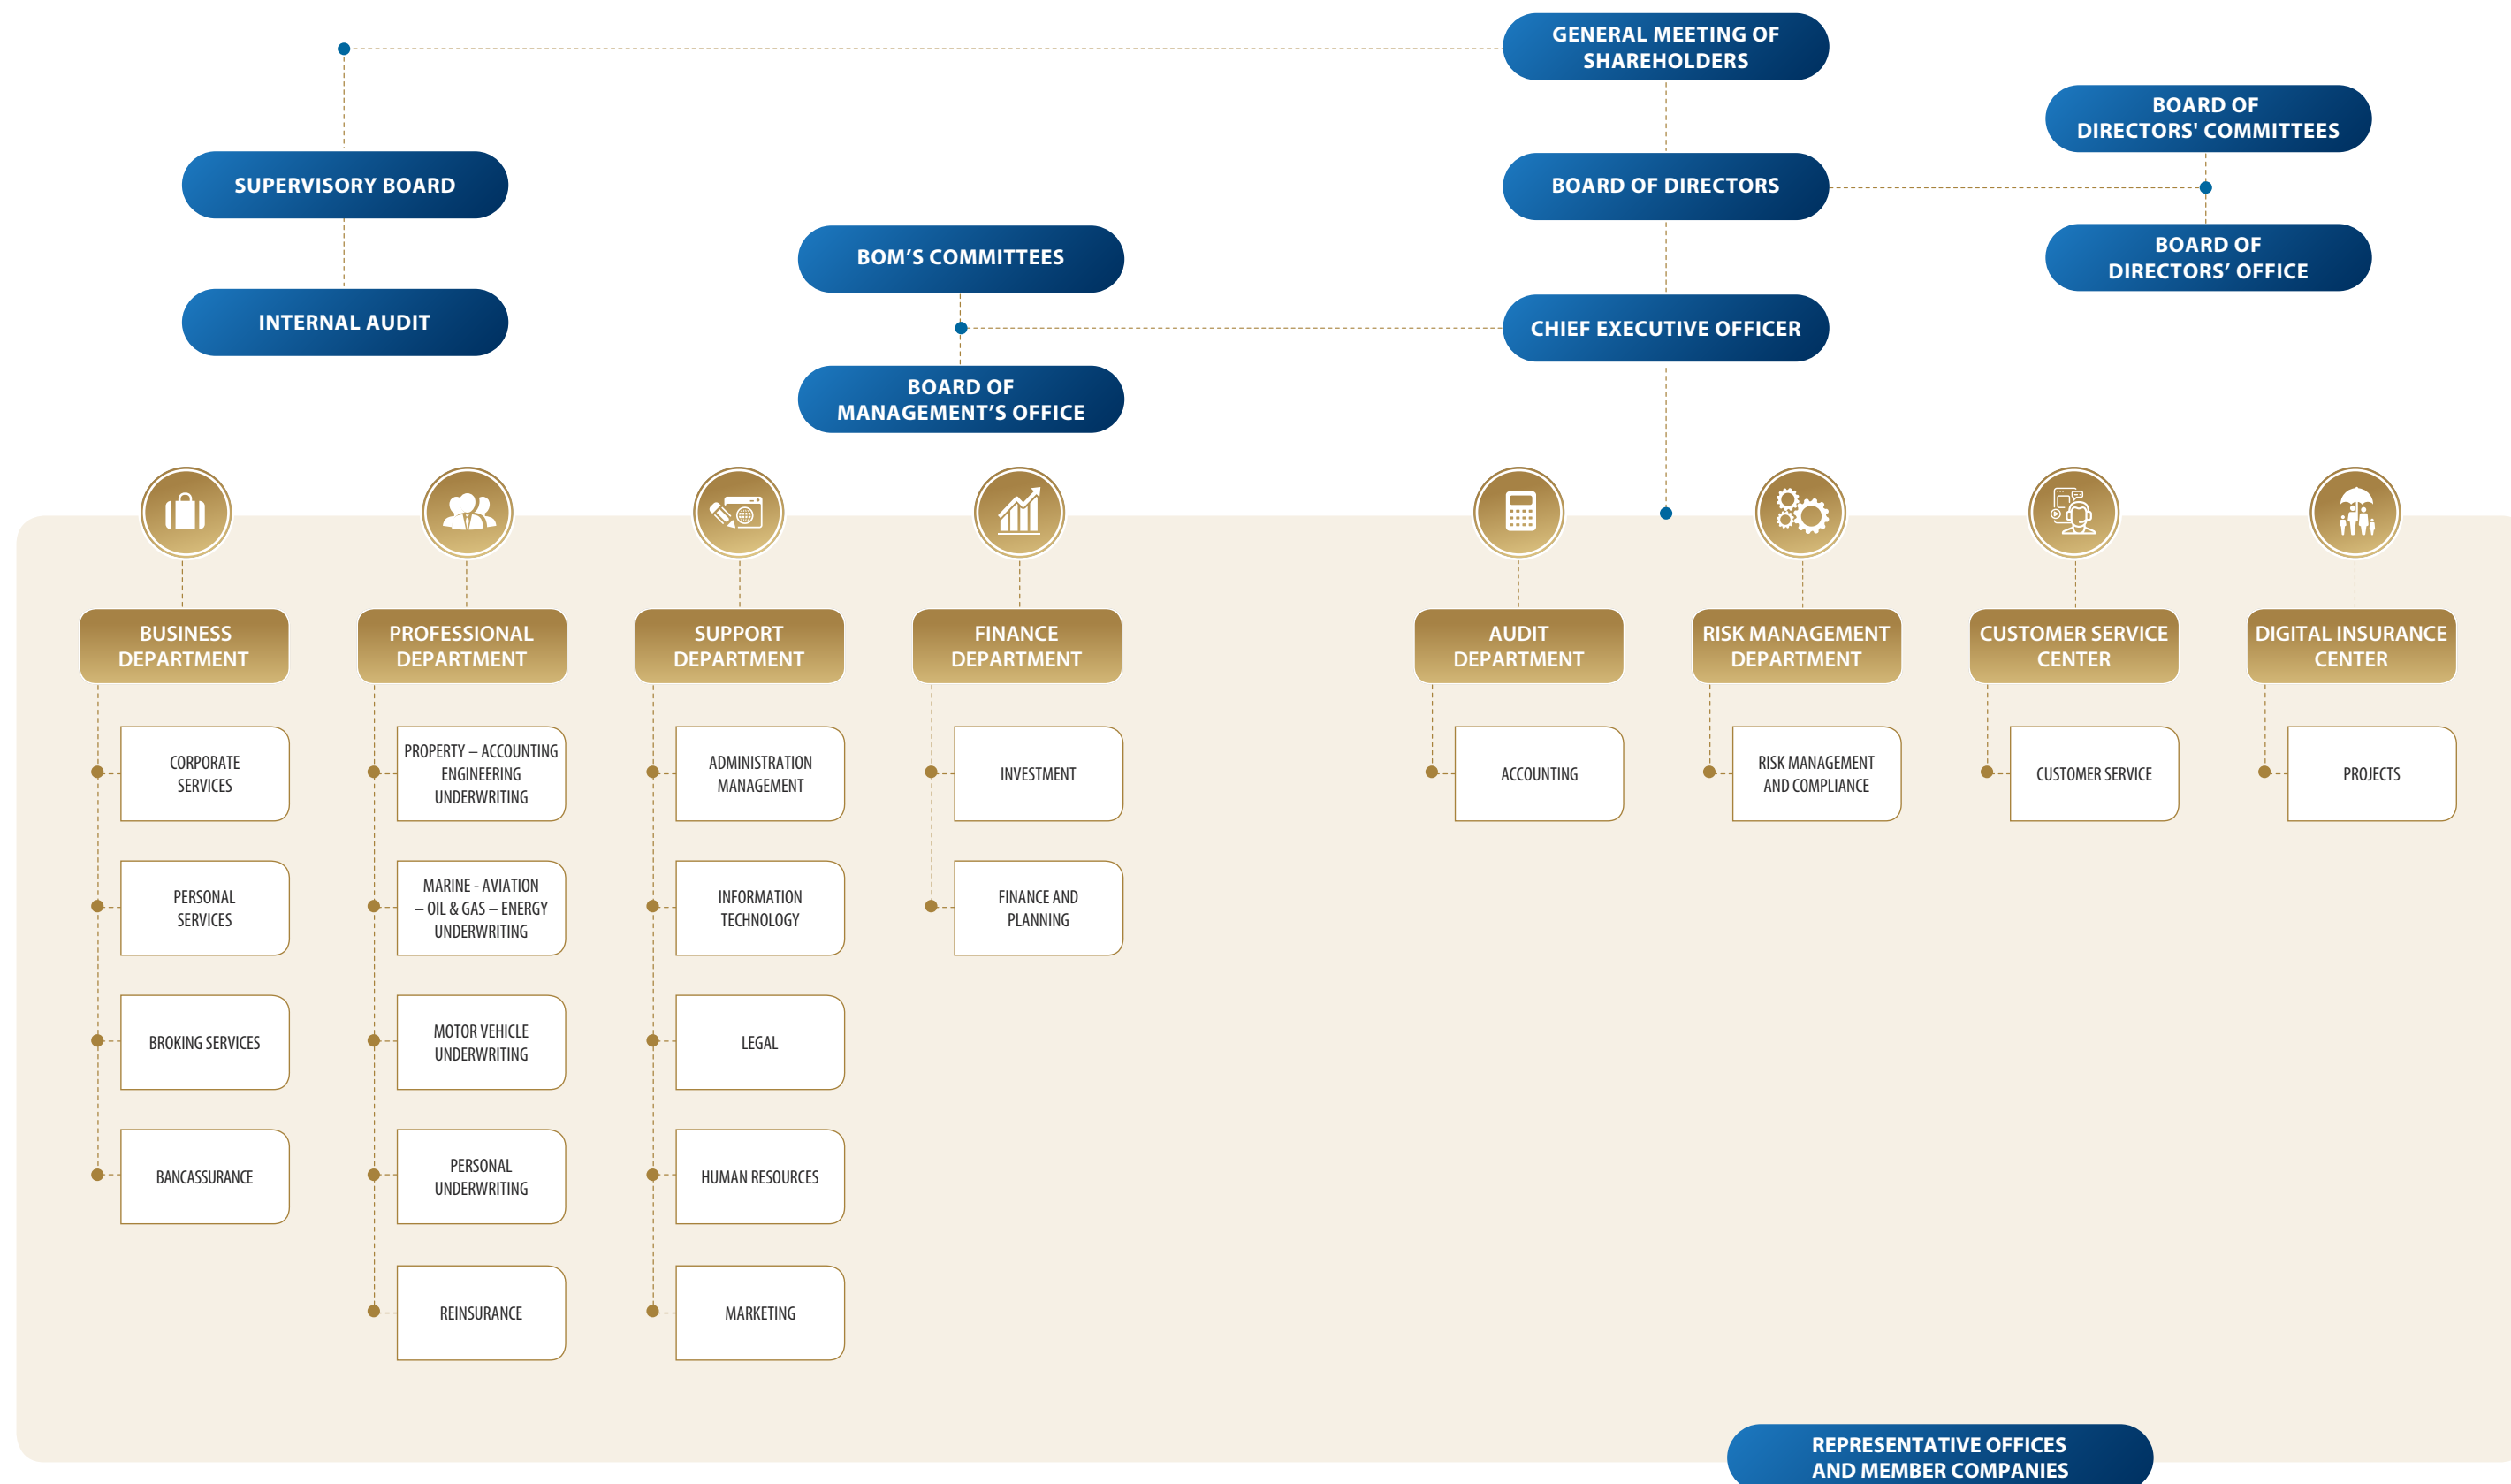 GENERAL MEETING OF
SHAREHOLDERS
BOARD OF
DIRECTORS' COMMITTEES
SUPERVISORY BOARD
BOARD OF DIRECTORS
BOM’S COMMITTEES
BOARD OF
DIRECTORS’ OFFICE
INTERNAL AUDIT
CHIEF EXECUTIVE OFFICER
BOARD OF
MANAGEMENT’S OFFICE
BUSINESS
DEPARTMENT
CORPORATE
SERVICES
PERSONAL
SERVICES
BROKING SERVICES
BANCASSURANCE
PROFESSIONAL
DEPARTMENT
PROPERTY – ACCOUNTING
ENGINEERING
UNDERWRITING
MARINE - AVIATION
– OIL & GAS – ENERGY
UNDERWRITING
MOTOR VEHICLE
UNDERWRITING
PERSONAL
UNDERWRITING
REINSURANCE
SUPPORT
DEPARTMENT
ADMINISTRATION
MANAGEMENT
INFORMATION
TECHNOLOGY
LEGAL
HUMAN RESOURCES
MARKETING
FINANCE
DEPARTMENT
INVESTMENT
FINANCE AND
PLANNING
AUDIT
DEPARTMENT
ACCOUNTING
RISK MANAGEMENT
DEPARTMENT
RISK MANAGEMENT
AND COMPLIANCE
CUSTOMER SERVICE
CENTER
CUSTOMER SERVICE
DIGITAL INSURANCE
CENTER
PROJECTS
REPRESENTATIVE OFFICES
AND MEMBER COMPANIES